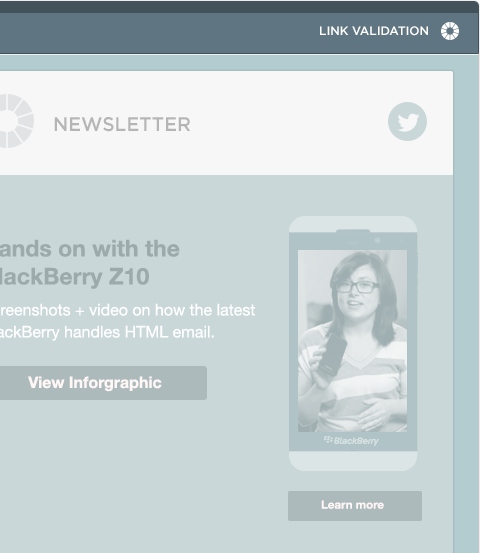 LINK VALIDATION
NEWSLETTER
ands on with the
lackBerry Z10
reenshots + video on how the latest
ackBerry handles HTML email.
View Inforgraphic
BlackBerry
Learn more